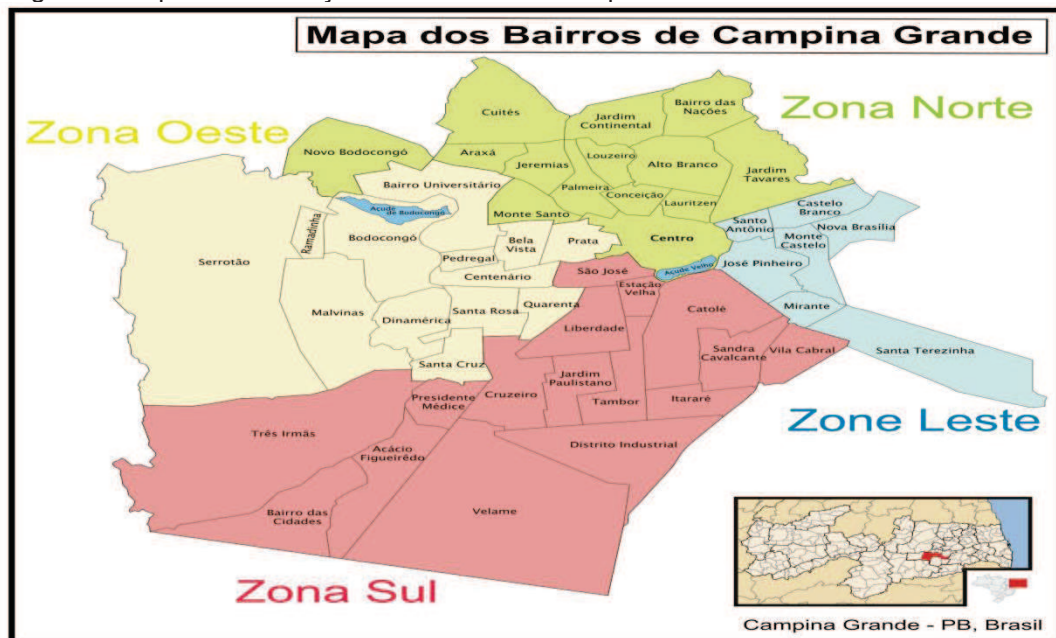 Mapa dos Bairros de Campina Grande
Zona Oeste
Zona Norte
Cuités
Bairro das
Nações
Jardim
Continental
Novo Bodocongó
Araxá
Jeremias
Louzeiro
Alto Branco
Jardim
Tavares
Bairro Universitário
Palmeira
Conceição
Lauritzen
Açude
de Bodocongó
Monte Santo
Castelo
Branco
Santo
Antônio
Nova Brasília
Ramadinha
Bodocongó
Bela
Vista
Prata
Centro
Monte
Castelo
Serrotão
Pedregal
José Pinheiro
Centenário
São José
Açude Velho
Estação
Velha
Malvinas
Dinamérica
Santa Rosa
Quarenta
Catolé
Mirante
Liberdade
Santa Cruz
Sandra
Cavalcante
Vila Cabral
Santa Terezinha
Jardim
Paulistano
Presidente
Médice
Cruzeiro
Tambor
Itararé
Zone Leste
Três Irmãs
Acácio
Figueirêdo
Distrito Industrial
Bairro das
Cidades
Velame
Zona Sul
Campina Grande - PB, Brasil